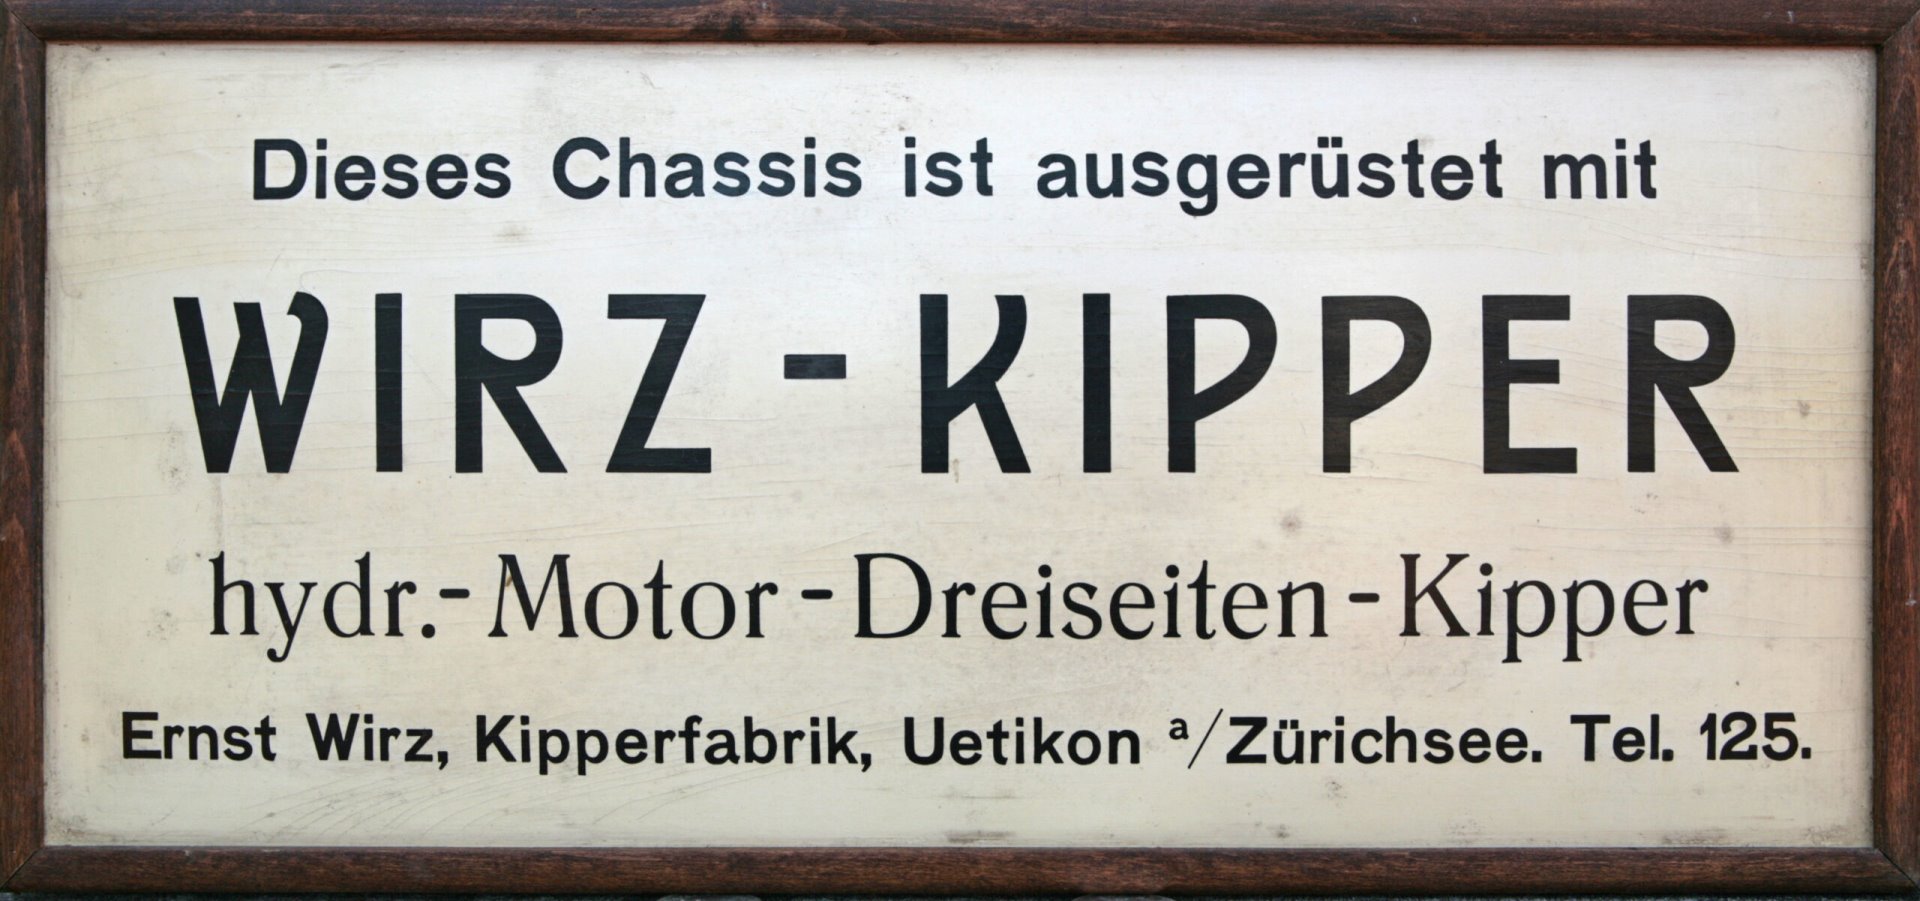 Dieses Chassis ist ausgerüstet mit
WIRZ-KIPPER
hydr.-Motor-Dreiseiten-Kipper
Ernst Wirz, Kipperfabrik, Uetikon a/Zürichsee. Tel. 125.